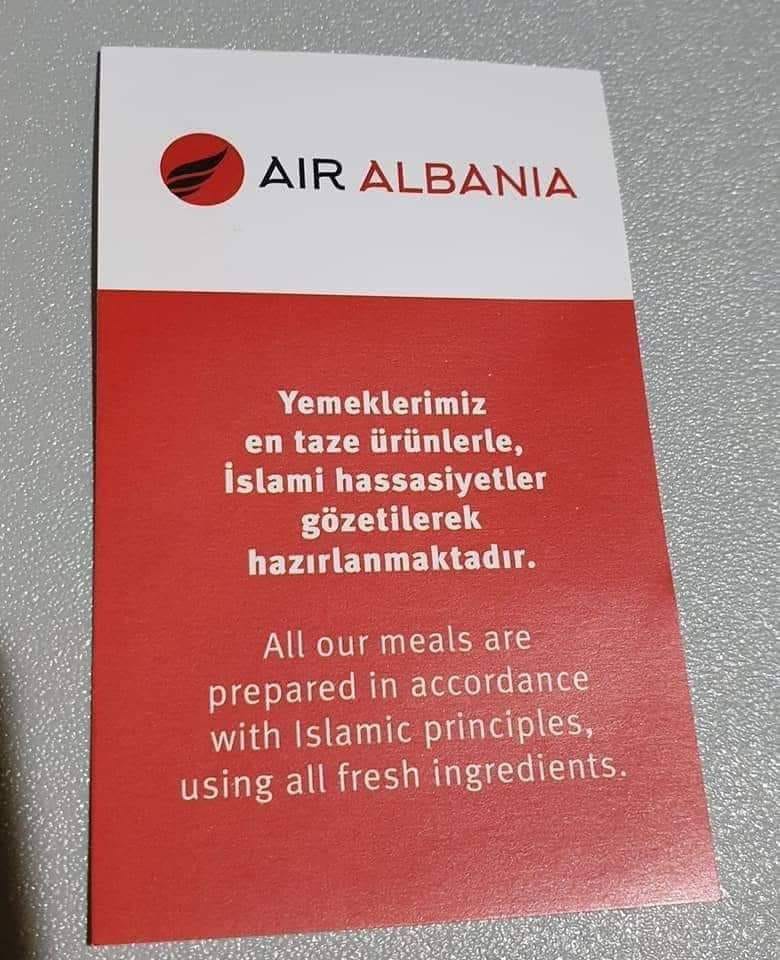 AIR ALBANIA
Yemeklerimiz
en taze ürünlerle,
İslami hassasiyetler
gözetilerek
hazırlanmaktadır.
All our meals are
prepared in accordance
with Islamic principles,
using all fresh ingredients.